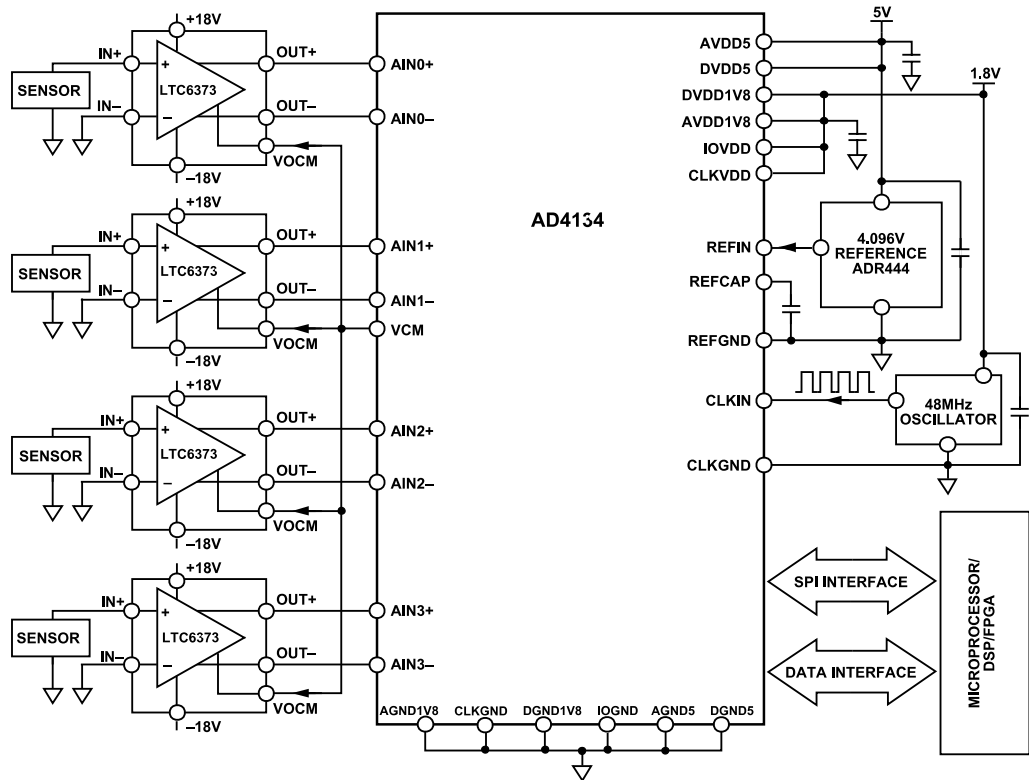 +18V
IN+
OUT+
SENSOR
+
LTC6373
IN–
–
OUT–
VOCM
–18V
+18V
IN+
OUT+
SENSOR
+
LTC6373
IN–
–
OUT–
VOCM
–18V
+18V
IN+
OUT+
SENSOR
+
LTC6373
IN–
–
OUT–
VOCM
–18V
+18V
IN+
OUT+
SENSOR
+
LTC6373
IN–
–
OUT–
VOCM
–18V
AIN0+
AIN0–
AIN1+
AIN1–
VCM
AIN2+
AIN2–
AIN3+
AIN3–
AD4134
AGND1V8
CLKGND
DGND1V8
IOGND
AGND5
DGND5
AVDD5
DVDD5
DVDD1V8
AVDD1V8
IOVDD
CLKVDD
REFIN
REFCAP
REFGND
CLKIN
CLKGND
5V
1.8V
4.096V
REFERENCE
ADR444
48MHz
OSCILLATOR
SPI INTERFACE
DATA INTERFACE
MICROPROCESSOR/
DSP/FPGA